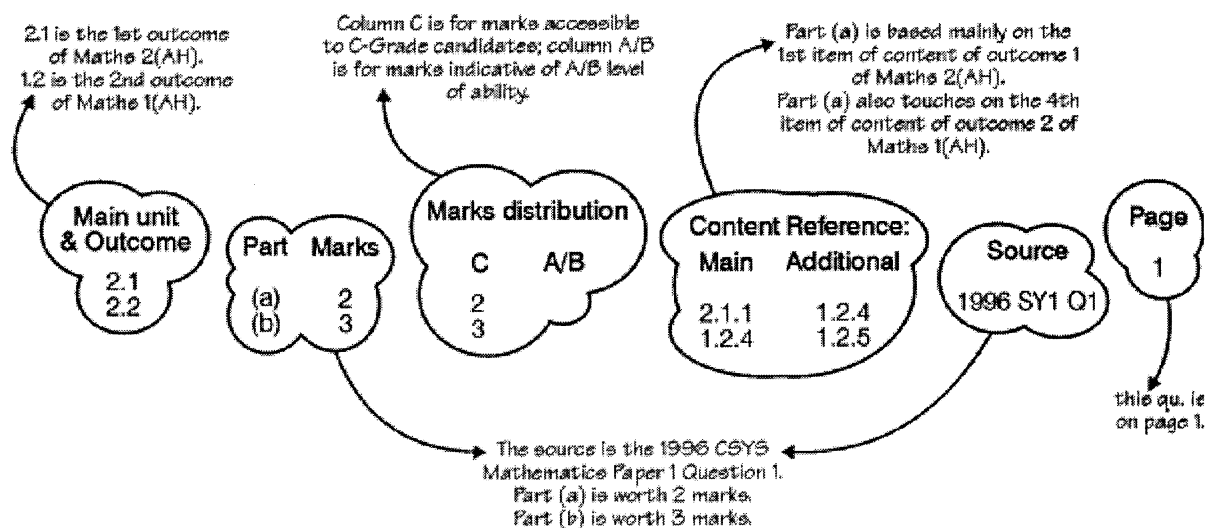 2.1 is the 1st outcome
of Maths 2(AH).
1.2 is the 2nd outcome
of Maths 1(AH).
Column C is for marks accessible
to C-Grade candidates; column A/B
is for marks indicative of A/B level
of ability.
Part (a) is based mainly on the
1st item of content of outcome 1
of Maths 2(AH).
Part (a) also touches on the 4th
item of content of outcome 2 of
Maths 1(AH).
Main unit
& Outcome
2.1
2.2
Part Marks
(a) 2
(b) 3
Marks distribution
C A/B
2
3
Content Reference:
Main Additional
2.1.1 1.2.4
1.2.4 1.2.5
Source
1996 SY1 Q1
Page
1
this qu. is
on page 1.
The source is the 1996 CSYS
Mathematics Paper 1 Question 1.
Part (a) is worth 2 marks.
Part (b) is worth 3 marks.